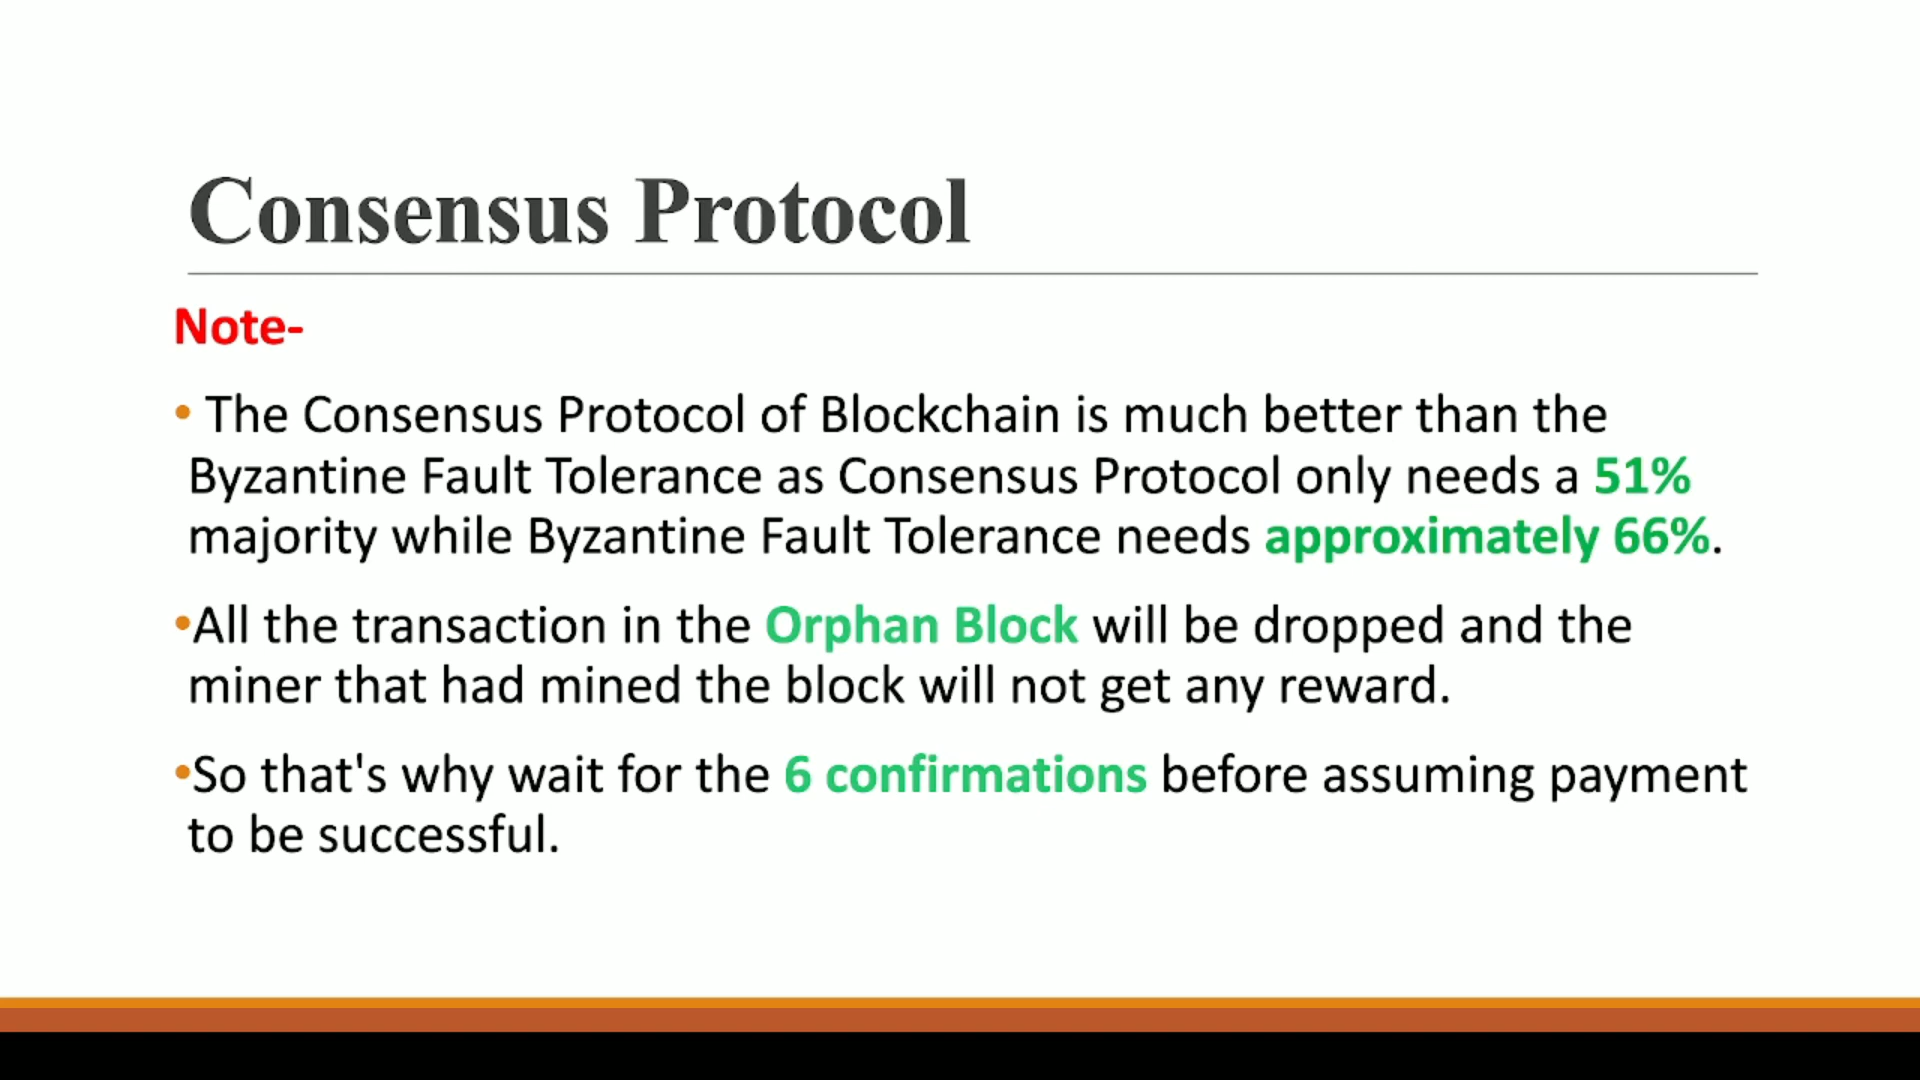 Consensus Protocol
Note-
• The Consensus Protocol of Blockchain is much better than the
Byzantine Fault Tolerance as Consensus Protocol only needs a 51%
majority while Byzantine Fault Tolerance needs approximately 66%.
•All the transaction in the Orphan Block will be dropped and the
miner that had mined the block will not get any reward.
•So that's why wait for the 6 confirmations before assuming payment
to be successful.